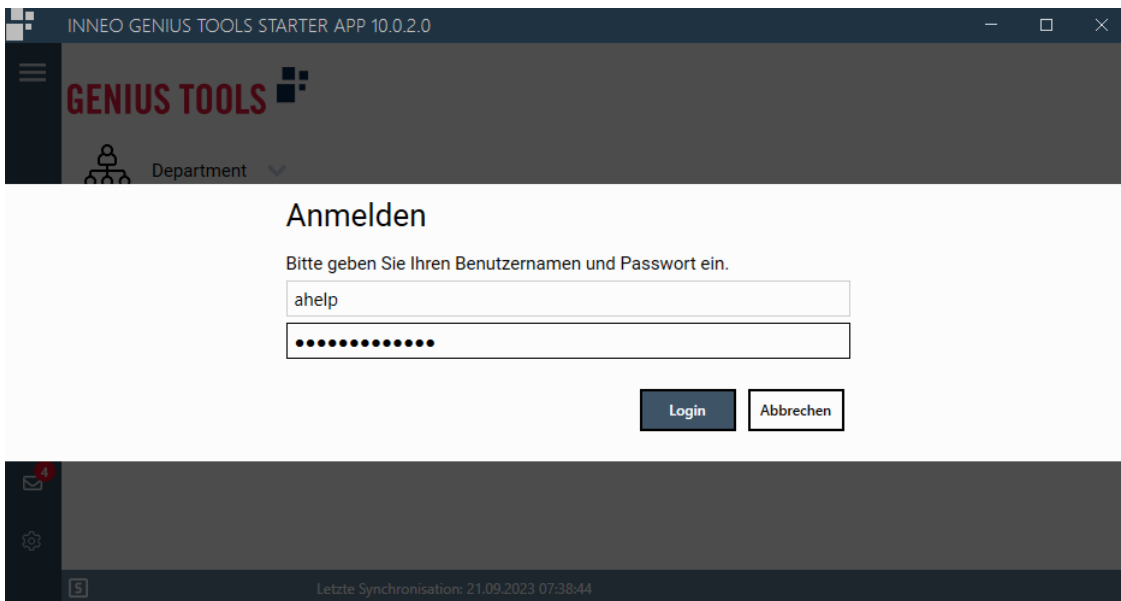 INNEO GENIUS TOOLS STARTER APP 10.0.2.0
GENIUS TOOLS
Department
Anmelden
Bitte geben Sie Ihren Benutzernamen und Passwort ein.
ahelp
•••••••••••••
Login Abbrechen
4
S
Letzte Synchronisation: 21.09.2023 07:38:44